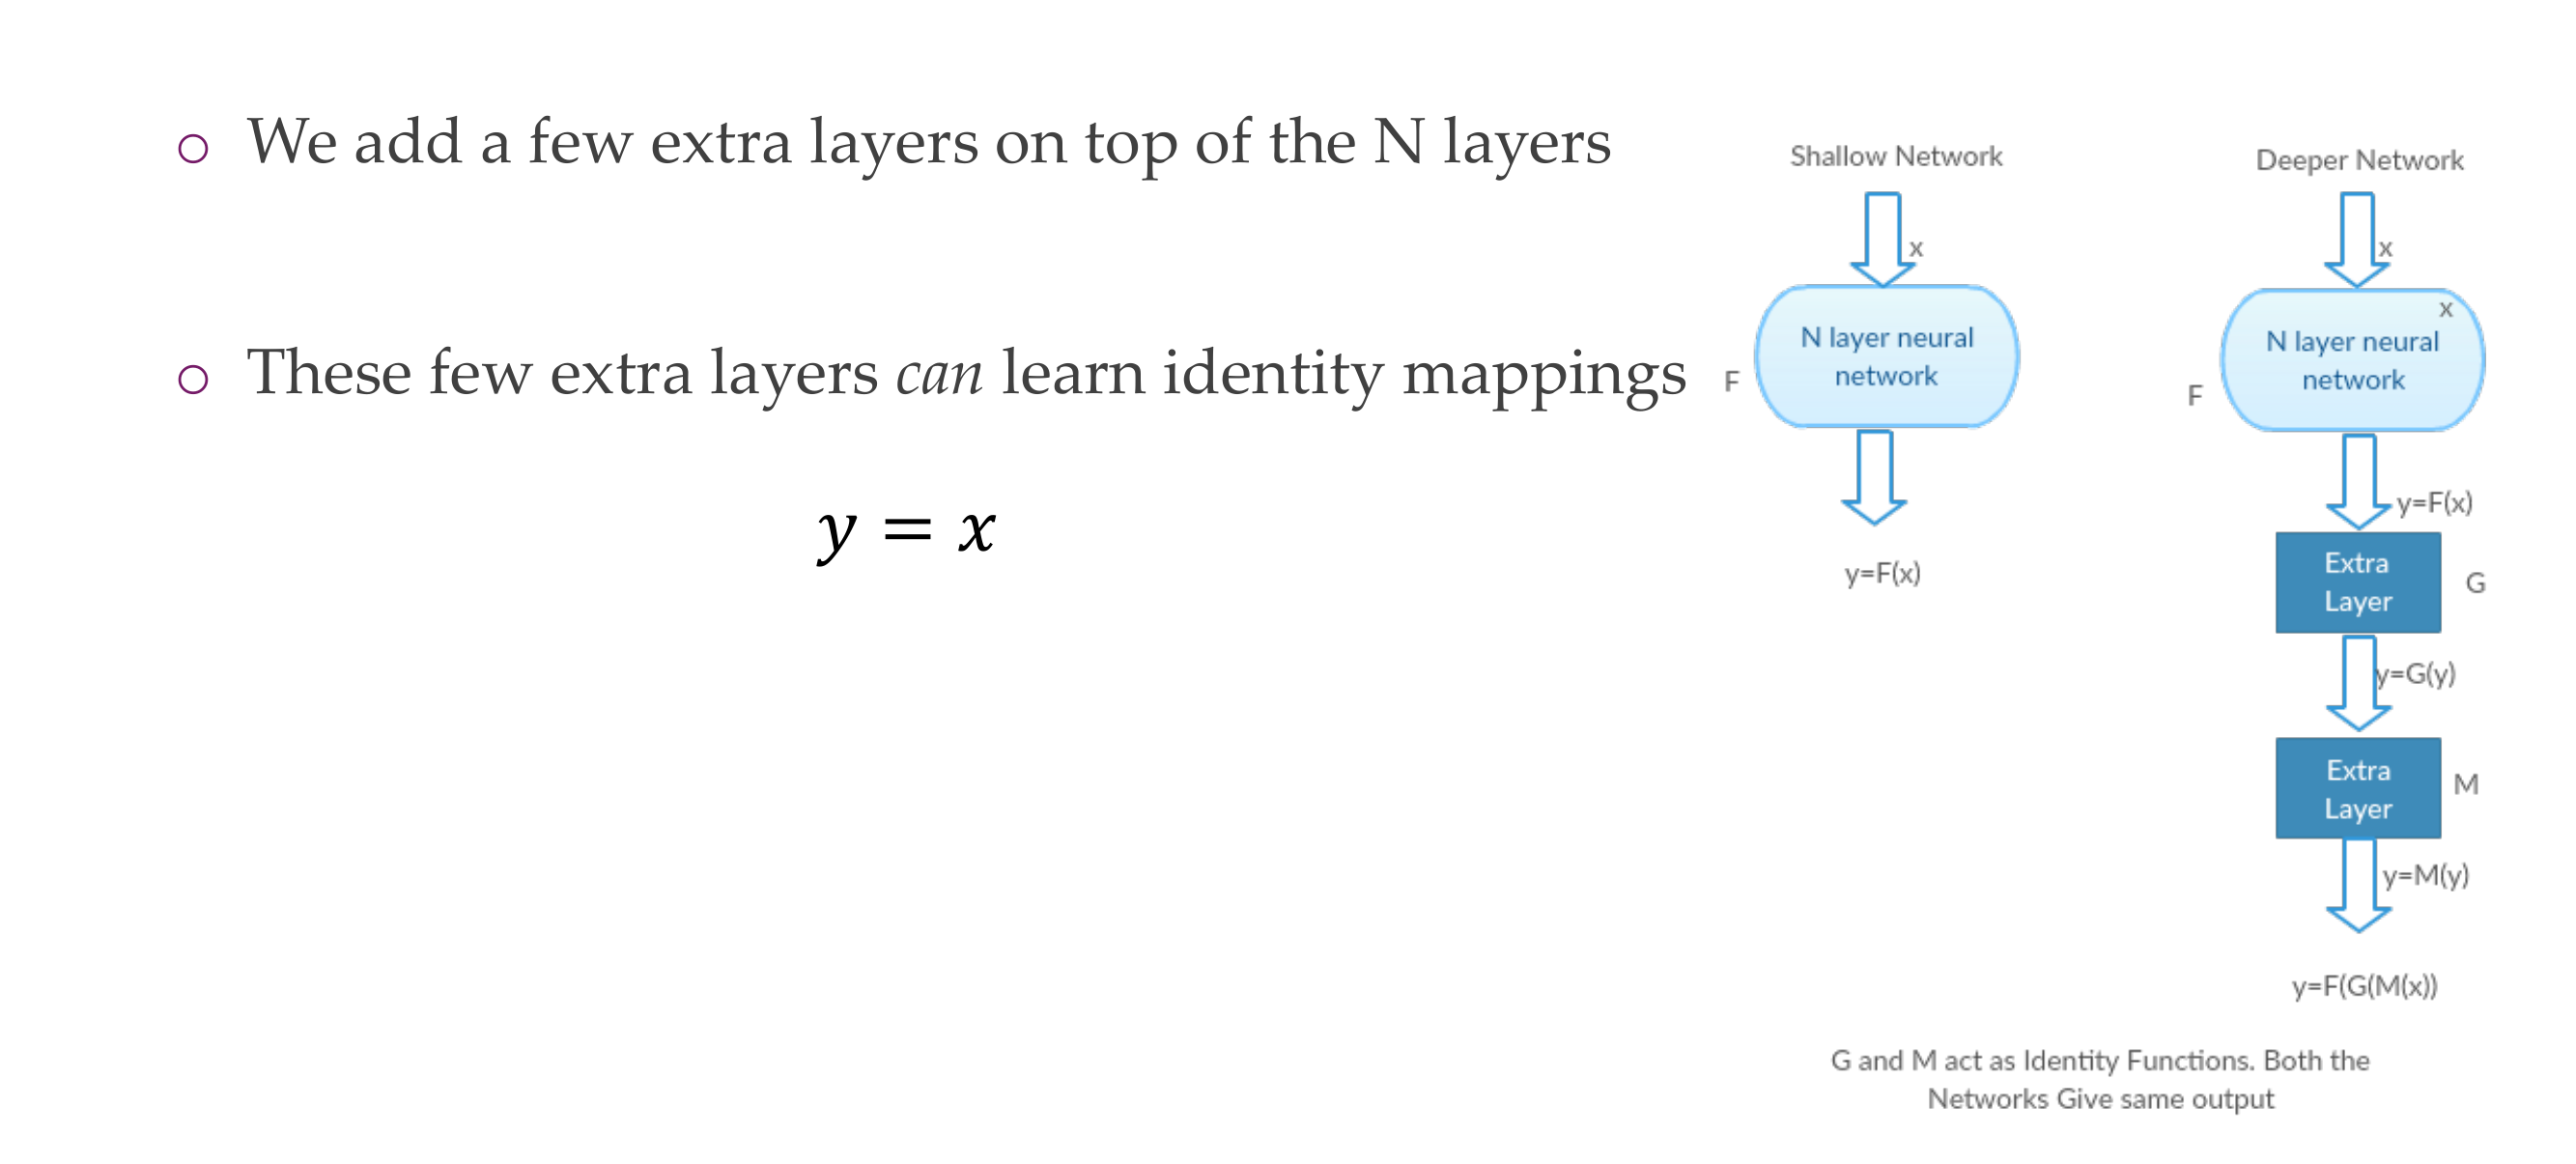 We add a few extra layers on top of the N layers
These few extra layers can learn identity mappings
y = x
Shallow Network
x
N layer neural
network
F
y=F(x)
Deeper Network
x
x
N layer neural
network
F
y=F(x)
Extra
Layer
G
y=G(y)
Extra
Layer
M
y=M(y)
y=F(G(M(x))
G and M act as Identity Functions. Both the
Networks Give same output